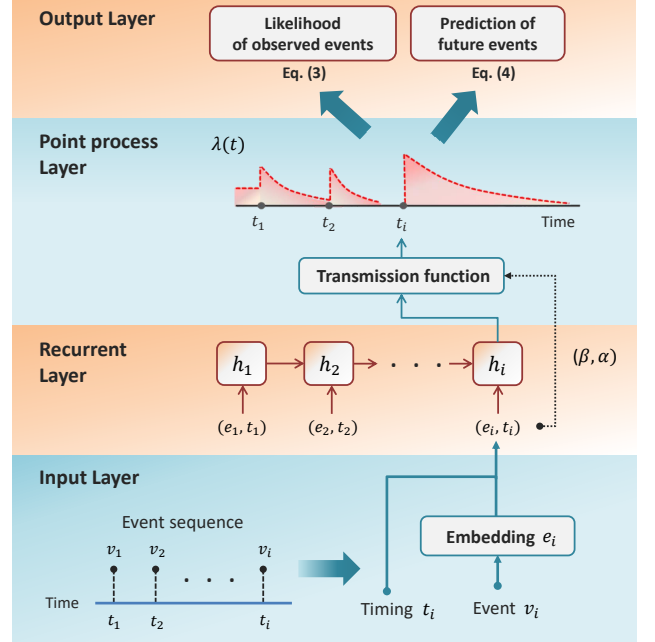 Output Layer
Likelihood
of observed events
Prediction of
future events
Eq. (3)
Eq. (4)
Point process
Layer
λ(t)
t₁
t₂
tᵢ
Time
Transmission function
Recurrent
Layer
h₁
h₂
· · ·
hᵢ
(β, α)
(e₁, t₁)
(e₂, t₂)
(eᵢ, tᵢ)
Input Layer
Event sequence
v₁
v₂
· · ·
vᵢ
Time
t₁
t₂
tᵢ
Embedding eᵢ
Timing tᵢ
Event vᵢ